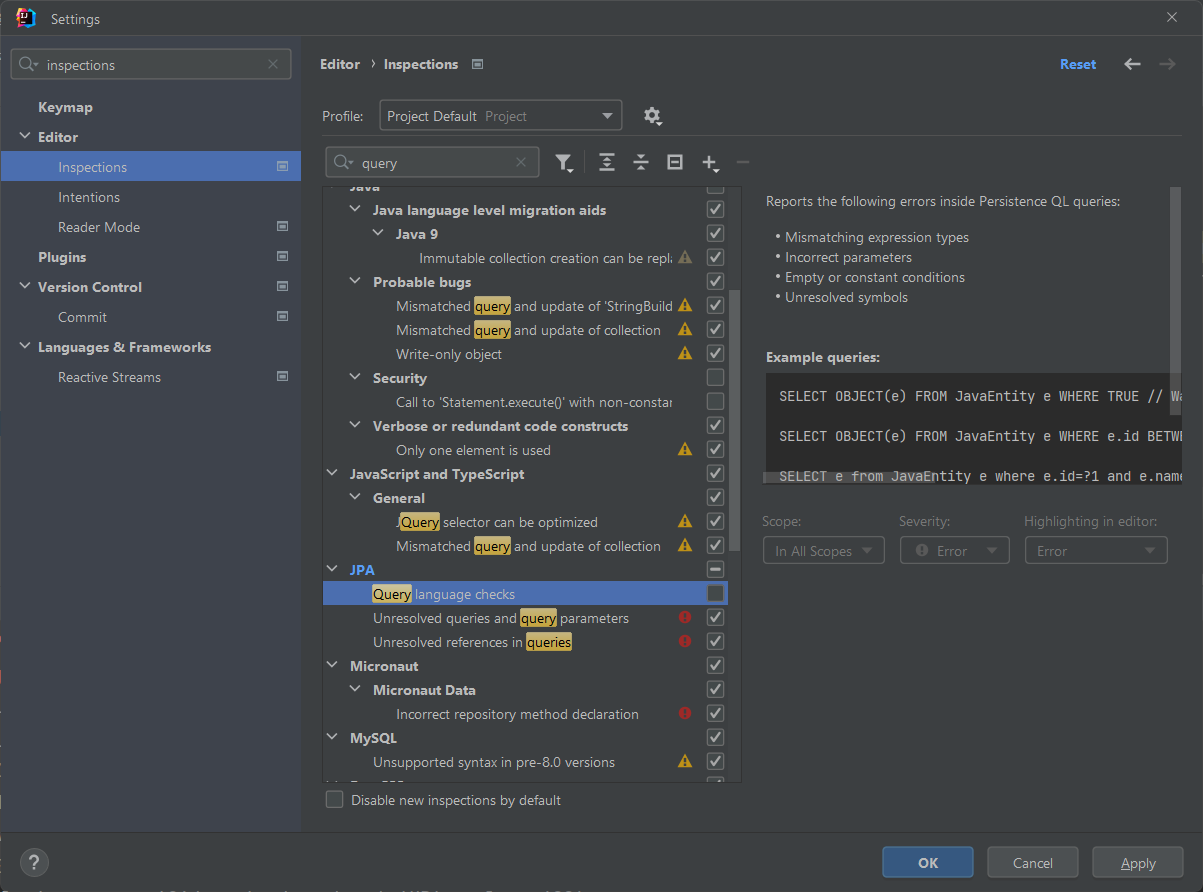 Settings
inspections
Keymap
Editor
Inspections
Intentions
Reader Mode
Plugins
Version Control
Commit
Languages & Frameworks
Reactive Streams
Editor › Inspections
Reset
Profile:
Project Default Project
query
Java
Java language level migration aids
Java 9
Immutable collection creation can be repla
Probable bugs
Mismatched query and update of 'StringBuild
Mismatched query and update of collection
Write-only object
Security
Call to 'Statement.execute()' with non-constan
Verbose or redundant code constructs
Only one element is used
JavaScript and TypeScript
General
JQuery selector can be optimized
Mismatched query and update of collection
JPA
Query language checks
Unresolved queries and query parameters
Unresolved references in queries
Micronaut
Micronaut Data
Incorrect repository method declaration
MySQL
Unsupported syntax in pre-8.0 versions
Disable new inspections by default
Reports the following errors inside Persistence QL queries:
• Mismatching expression types
• Incorrect parameters
• Empty or constant conditions
• Unresolved symbols
Example queries:
SELECT OBJECT(e) FROM JavaEntity e WHERE TRUE // Wa
SELECT OBJECT(e) FROM JavaEntity e WHERE e.id BETWE
SELECT e from JavaEntity e where e.id=?1 and e.name
Scope:
Severity:
Highlighting in editor:
In All Scopes
Error
Error
?
OK
Cancel
Apply